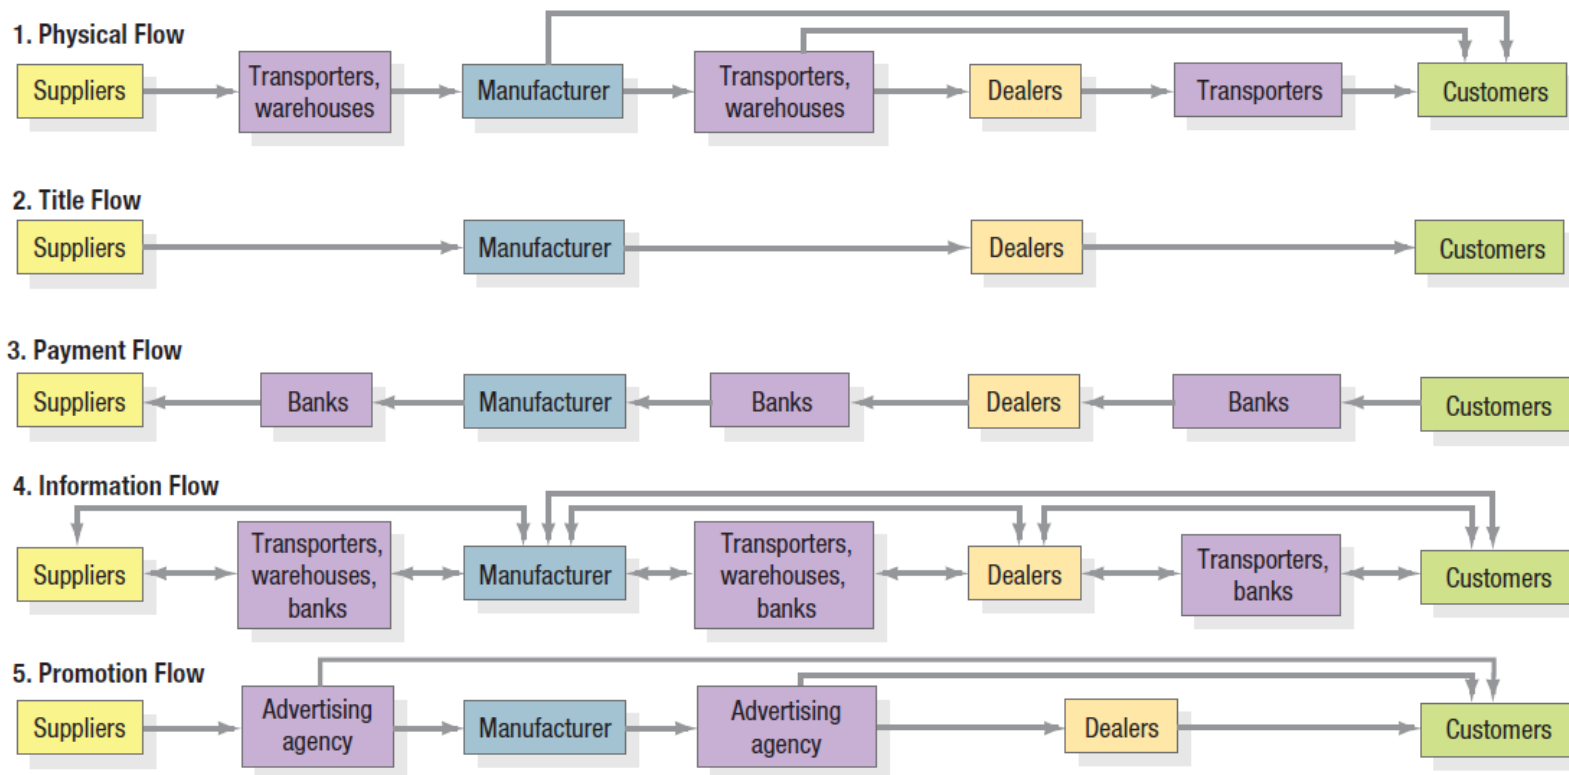 1. Physical Flow
Suppliers
Transporters,
warehouses
Manufacturer
Transporters,
warehouses
Dealers
Transporters
Customers
2. Title Flow
Suppliers
Manufacturer
Dealers
Customers
3. Payment Flow
Suppliers
Banks
Manufacturer
Banks
Dealers
Banks
Customers
4. Information Flow
Suppliers
Transporters,
warehouses,
banks
Manufacturer
Transporters,
warehouses,
banks
Dealers
Transporters,
banks
Customers
5. Promotion Flow
Suppliers
Advertising
agency
Manufacturer
Advertising
agency
Dealers
Customers